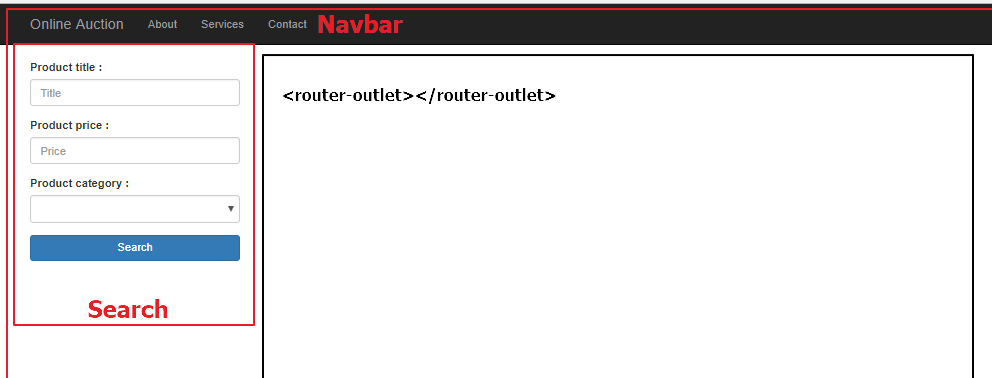 Online Auction About Services Contact Navbar
Product title :
Title
Product price :
Price
Product category :
Search
Search
<router-outlet></router-outlet>